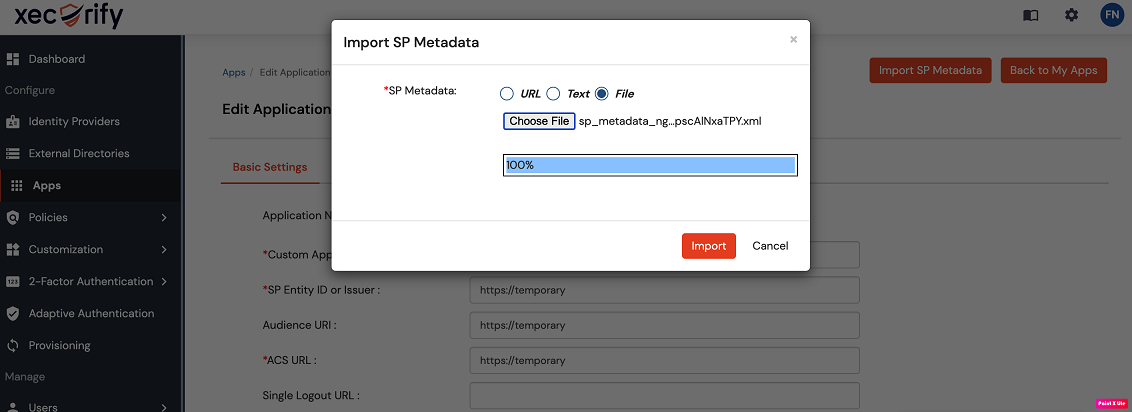 xecurify
FN
Import SP Metadata
×
*SP Metadata:
URL
Text
File
Choose File sp_metadata_ng...pscAlNxaTPY.xml
100%
Import
Cancel
Dashboard
Configure
Identity Providers
External Directories
Apps
Policies
Customization
123
2-Factor Authentication
Adaptive Authentication
Provisioning
Manage
Users
Apps / Edit Application
Import SP Metadata
Back to My Apps
Edit Application
Basic Settings
Application N
*Custom App
*SP Entity ID or Issuer :
https://temporary
Audience URI :
https://temporary
*ACS URL :
https://temporary
Single Logout URL :
Paint X lite